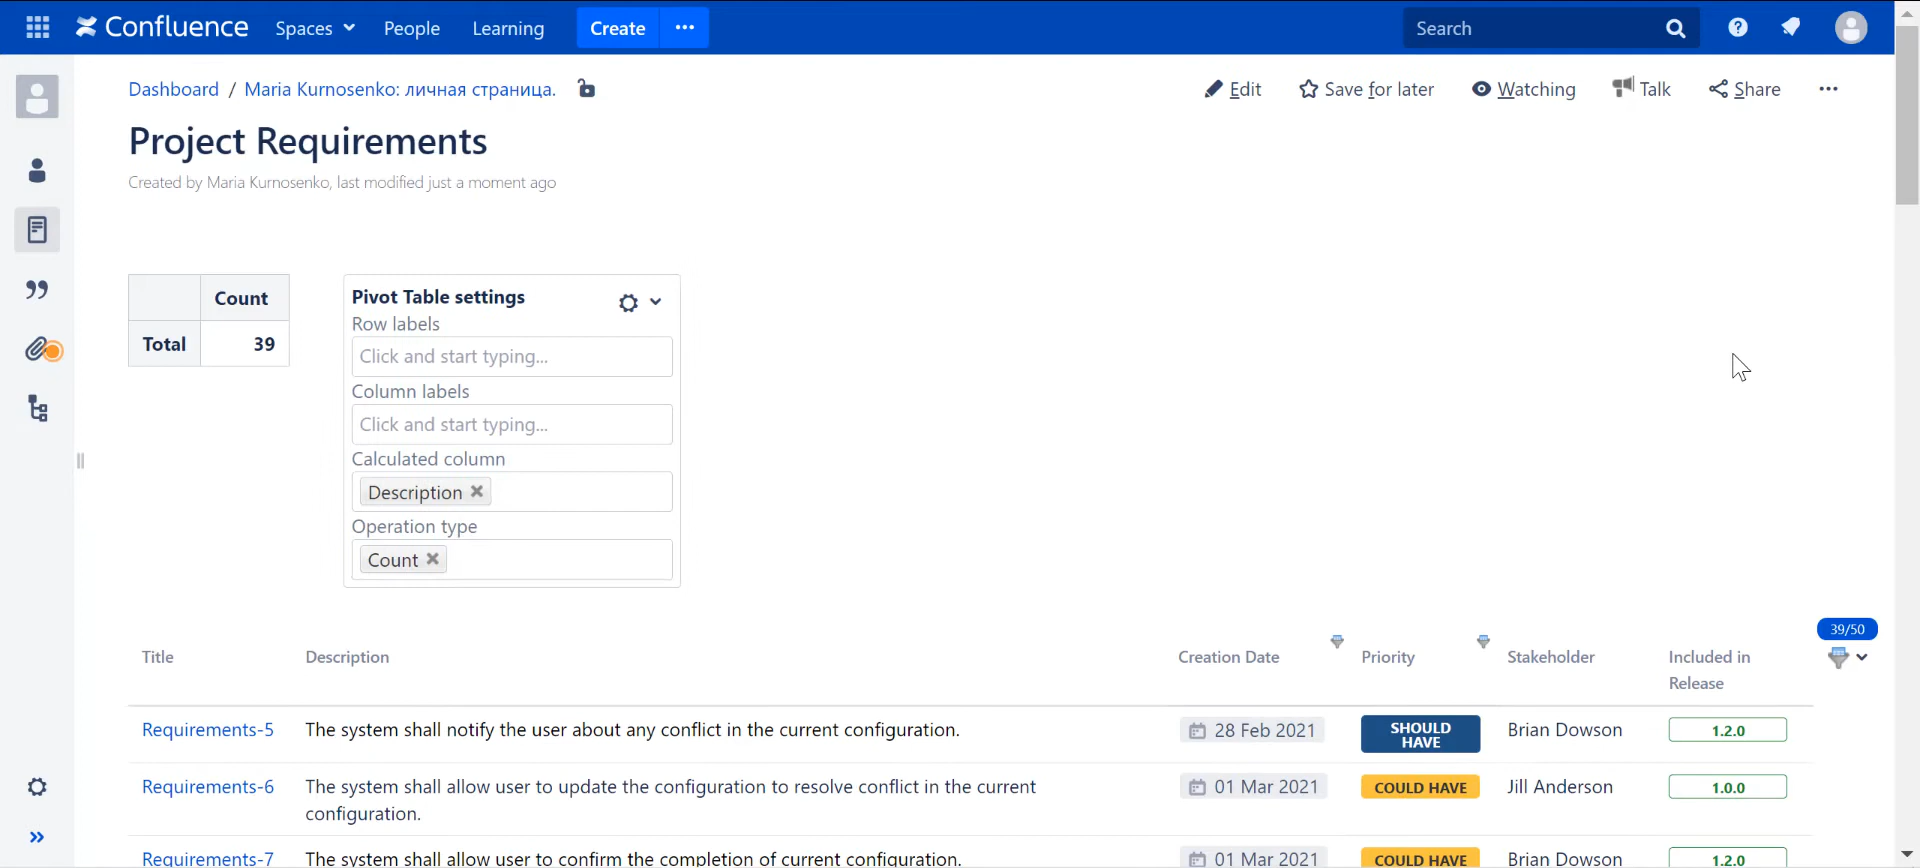 Confluence Spaces People Learning Create ··· Search
Dashboard / Maria Kurnosenko: личная страница. Edit Save for later Watching Talk Share ···
Project Requirements
Created by Maria Kurnosenko, last modified just a moment ago
Count
Total 39
Pivot Table settings
Row labels
Click and start typing...
Column labels
Click and start typing...
Calculated column
Description ×
Operation type
Count ×
39/50
Title Description Creation Date Priority Stakeholder Included in
Release
Requirements-5 The system shall notify the user about any conflict in the current configuration. 28 Feb 2021 SHOULD
HAVE Brian Dowson 1.2.0
Requirements-6 The system shall allow user to update the configuration to resolve conflict in the current
configuration. 01 Mar 2021 COULD HAVE Jill Anderson 1.0.0
Requirements-7 The system shall allow user to confirm the completion of current configuration. 01 Mar 2021 COULD HAVE Brian Dowson 1.2.0